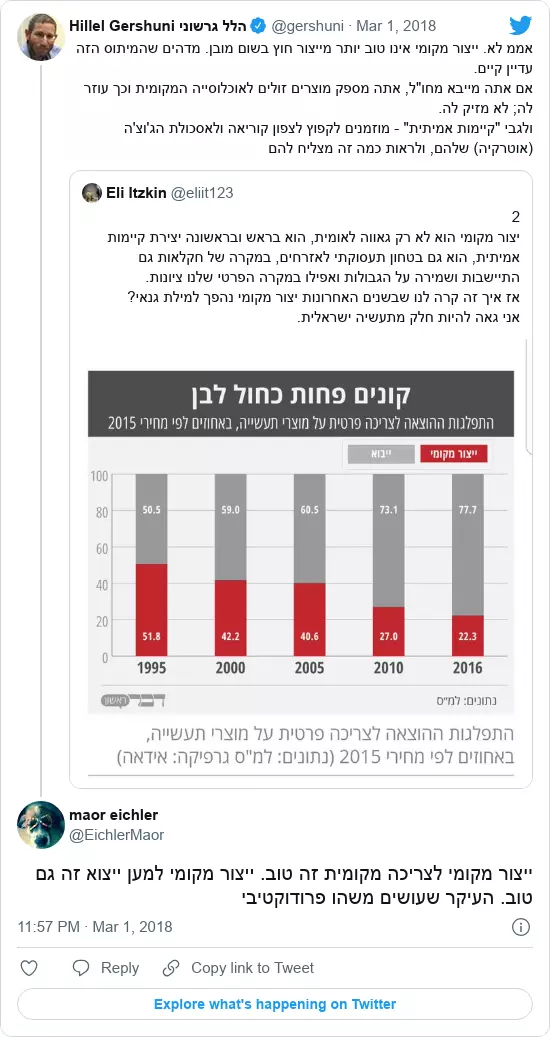 Hillel Gershuni הלל גרשוני @gershuni · Mar 1, 2018
אממ לא. ייצור מקומי אינו טוב יותר מייצור חוץ בשום מובן. מדהים שהמיתוס הזה
עדיין קיים.
אם אתה מייבא מחו"ל, אתה מספק מוצרים זולים לאוכלוסייה המקומית וכך עוזר
לה; לא מזיק לה.
ולגבי "קיימות אמיתית" - מוזמנים לקפוץ לצפון קוריאה ולאסכולת הג'וצ'ה
(אוטרקיה) שלהם, ולראות כמה זה מצליח להם
Eli Itzkin @eliit123
2
יצור מקומי הוא לא רק גאווה לאומית, הוא בראש ובראשונה יצירת קיימות
אמיתית, הוא גם בטחון תעסוקתי לאזרחים, במקרה של חקלאות גם
התיישבות ושמירה על הגבולות ואפילו במקרה הפרטי שלנו ציונות.
אז איך זה קרה לנו שבשנים האחרונות יצור מקומי נהפך למילת גנאי?
אני גאה להיות חלק מתעשיה ישראלית.
קונים פחות כחול לבן
התפלגות ההוצאה לצריכה פרטית על מוצרי תעשייה, באחוזים לפי מחירי 2015
ייצור מקומי ייבוא
100
80
60
40
20
0
50.5 59.0 60.5 73.1 77.7
51.8 42.2 40.6 27.0 22.3
1995 2000 2005 2010 2016
נתונים: למ"ס
דבר ראשון
התפלגות ההוצאה לצריכה פרטית על מוצרי תעשייה,
באחוזים לפי מחירי 2015 (נתונים: למ"ס גרפיקה: אידאה)
maor eichler
@EichlerMaor
ייצור מקומי לצריכה מקומית זה טוב. ייצור מקומי למען ייצוא זה גם
טוב. העיקר שעושים משהו פרודוקטיבי
11:57 PM · Mar 1, 2018
Reply Copy link to Tweet
Explore what's happening on Twitter